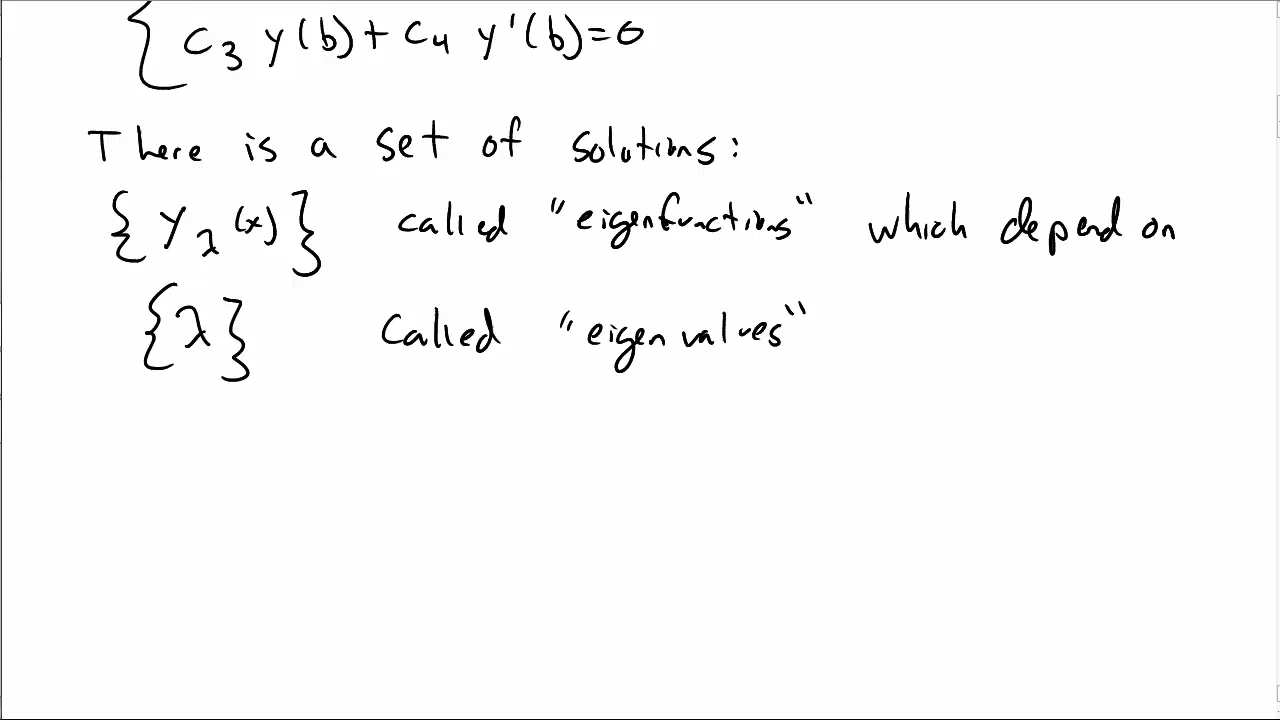 { c₃ y(b) + c₄ y'(b) = 0
There is a set of solutions:
{ y_λ (x) } called "eigenfunctions" which depend on
{ λ } called "eigenvalues"